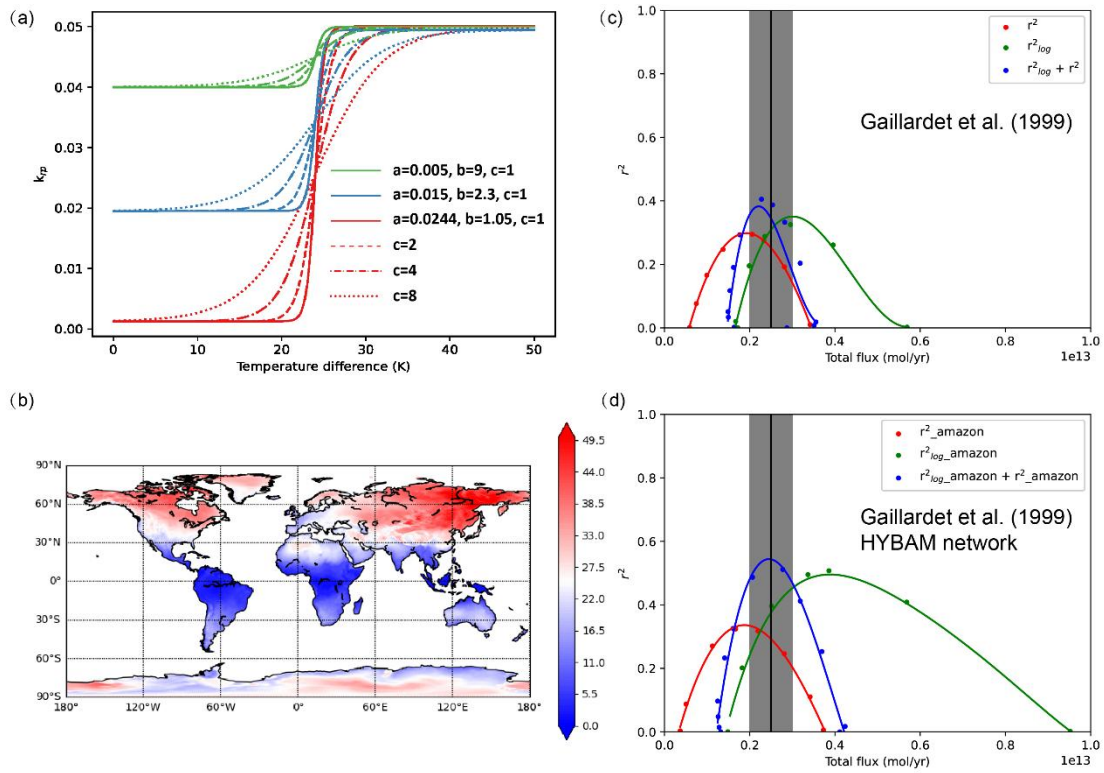 (a)
0.05
0.04
0.03
0.02
0.01
0.00
k_rp
a=0.005, b=9, c=1
a=0.015, b=2.3, c=1
a=0.0244, b=1.05, c=1
c=2
c=4
c=8
0 10 20 30 40 50
Temperature difference (K)
(b)
90°N
60°N
30°N
0°
30°S
60°S
90°S
180° 120°W 60°W 0° 60°E 120°E 180°
49.5
44.0
38.5
33.0
27.5
22.0
16.5
11.0
5.5
0.0
(c)
1.0
0.8
0.6
0.4
0.2
0.0
r²
r²
r²log
r²log + r²
Gaillardet et al. (1999)
0.0 0.2 0.4 0.6 0.8 1.0
Total flux (mol/yr)
1e13
(d)
1.0
0.8
0.6
0.4
0.2
0.0
r²
r²_amazon
r²log_amazon
r²log_amazon + r²_amazon
Gaillardet et al. (1999)
HYBAM network
0.0 0.2 0.4 0.6 0.8 1.0
Total flux (mol/yr)
1e13